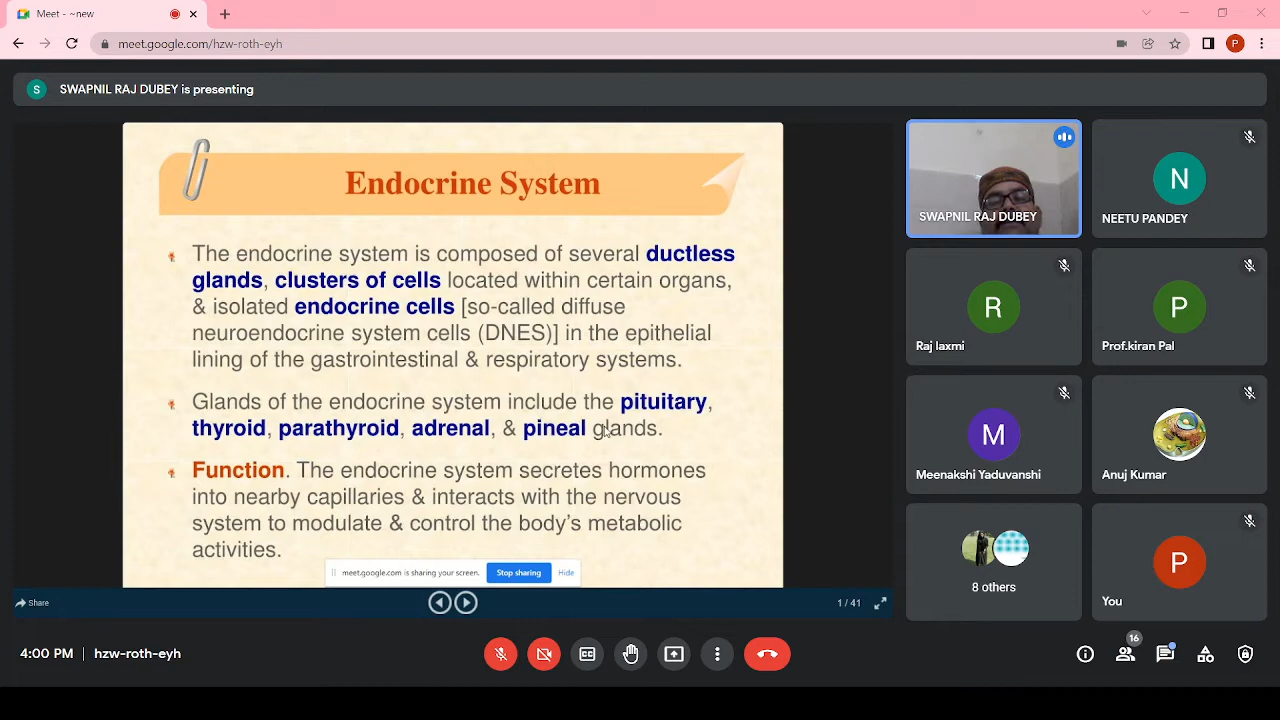 Meet - ~new
meet.google.com/hzw-roth-eyh
P
S
SWAPNIL RAJ DUBEY is presenting
Endocrine System
The endocrine system is composed of several ductless
glands, clusters of cells located within certain organs,
& isolated endocrine cells [so-called diffuse
neuroendocrine system cells (DNES)] in the epithelial
lining of the gastrointestinal & respiratory systems.
Glands of the endocrine system include the pituitary,
thyroid, parathyroid, adrenal, & pineal glands.
Function. The endocrine system secretes hormones
into nearby capillaries & interacts with the nervous
system to modulate & control the body's metabolic
activities.
meet.google.com is sharing your screen.
Stop sharing
Hide
Share
1 / 41
SWAPNIL RAJ DUBEY
N
NEETU PANDEY
R
Raj laxmi
P
Prof.kiran Pal
M
Meenakshi Yaduvanshi
Anuj Kumar
8 others
P
You
4:00 PM | hzw-roth-eyh
CC
16